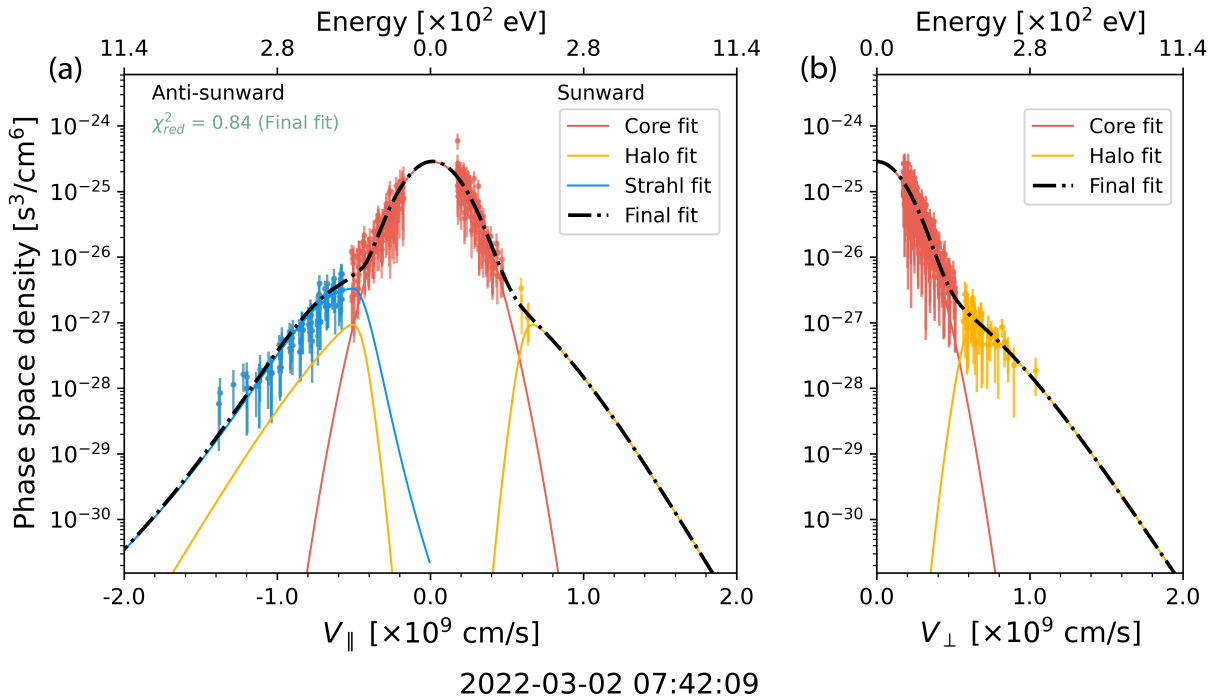 Energy [×10² eV]
11.4 2.8 0.0 2.8 11.4
(a)
Anti-sunward
χ²red = 0.84 (Final fit)
Sunward
Core fit
Halo fit
Strahl fit
Final fit
Phase space density [s³/cm⁶]
10⁻²⁴
10⁻²⁵
10⁻²⁶
10⁻²⁷
10⁻²⁸
10⁻²⁹
10⁻³⁰
-2.0 -1.0 0.0 1.0 2.0
V∥ [×10⁹ cm/s]
Energy [×10² eV]
0.0 2.8 11.4
(b)
Core fit
Halo fit
Final fit
10⁻²⁴
10⁻²⁵
10⁻²⁶
10⁻²⁷
10⁻²⁸
10⁻²⁹
10⁻³⁰
0.0 1.0 2.0
V⊥ [×10⁹ cm/s]
2022-03-02 07:42:09